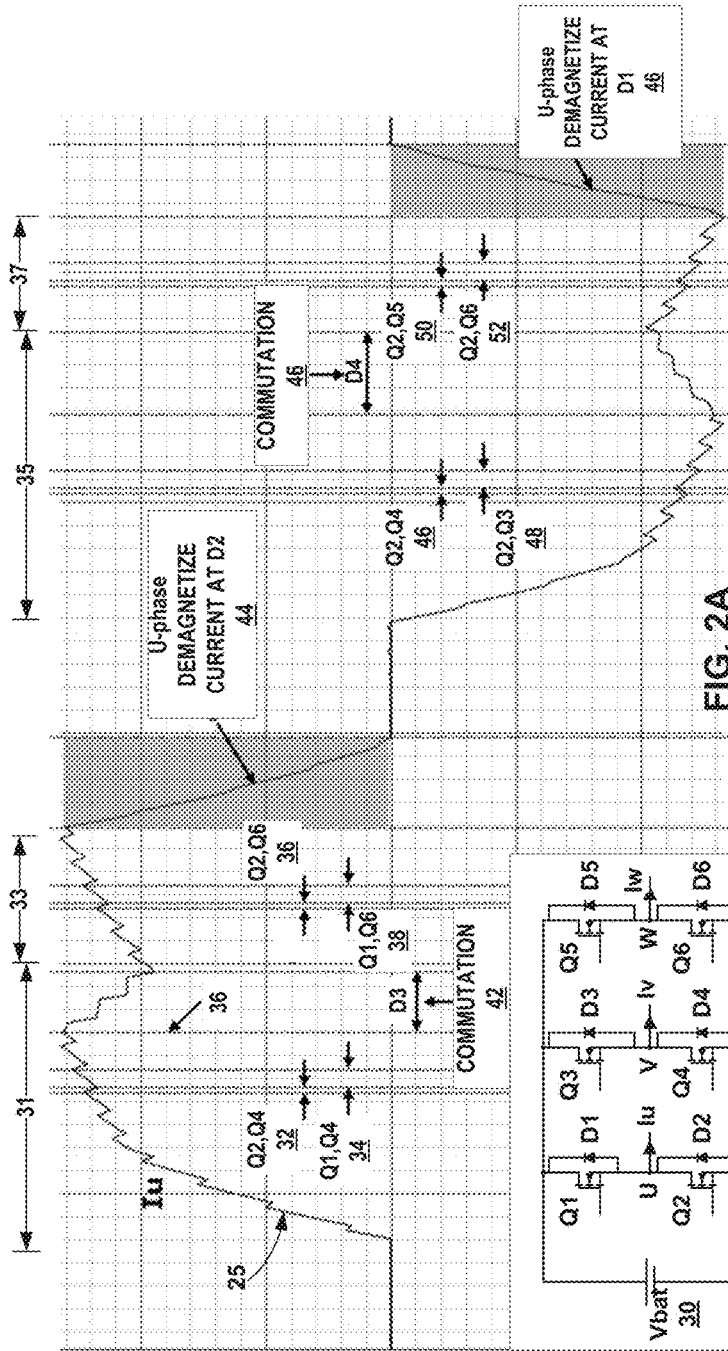 31
33
35
37
Iu
25
36
Q2,Q4
32
Q1,Q4
34
D3
COMMUTATION
42
Q2,Q6
36
Q1,Q6
38
U-phase
DEMAGNETIZE
CURRENT AT D2
44
COMMUTATION
46
D4
Q2,Q4
46
Q2,Q3
48
Q2,Q5
50
Q2,Q6
52
U-phase
DEMAGNETIZE
CURRENT AT
D1
46
Vbat
30
Q1
D1
U
Iu
Q2
D2
Q3
D3
V
Iv
Q4
D4
Q5
D5
W
Iw
Q6
D6
FIG. 2A